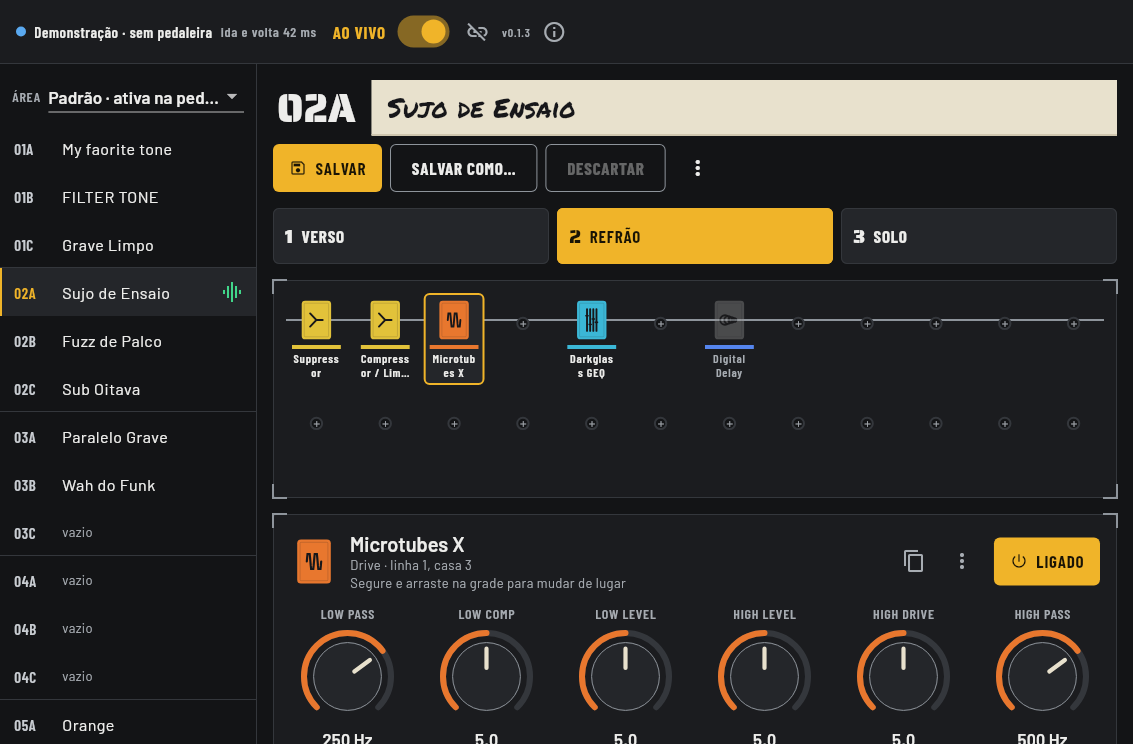 Demonstração · sem pedaleira Ida e volta 42 ms AO VIVO v0.1.3
ÁREA Padrão · ativa na ped...
01A My faorite tone
01B FILTER TONE
01C Grave Limpo
02A Sujo de Ensaio
02B Fuzz de Palco
02C Sub Oitava
03A Paralelo Grave
03B Wah do Funk
03C vazio
04A vazio
04B vazio
04C vazio
05A Orange
02A Sujo de Ensaio
SALVAR SALVAR COMO... DESCARTAR
1 VERSO 2 REFRÃO 3 SOLO
Suppress
or
Compress
or / Lim...
Microtub
es X
Darkglas
s GEQ
Digital
Delay
Microtubes X
Drive · linha 1, casa 3
Segure e arraste na grade para mudar de lugar
LIGADO
LOW PASS LOW COMP LOW LEVEL HIGH LEVEL HIGH DRIVE HIGH PASS
250 Hz 5.0 5.0 5.0 5.0 500 Hz